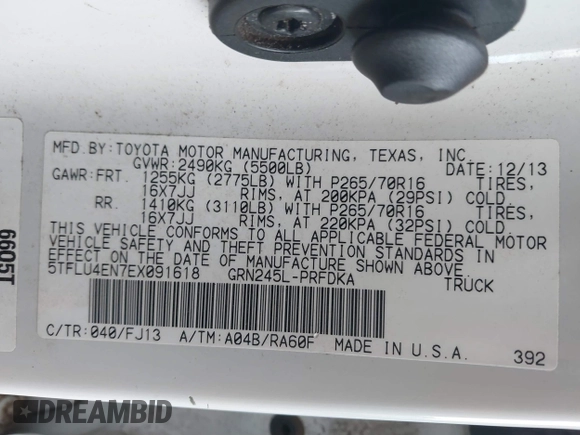 MFD.BY:TOYOTA MOTOR MANUFACTURING, TEXAS, INC.
GVWR:2490KG (5500LB) DATE:12/13
GAWR:FRT. 1255KG (2775LB) WITH P265/70R16 TIRES,
16X7JJ RIMS, AT 200KPA (29PSI) COLD.
RR. 1410KG (3110LB) WITH P265/70R16 TIRES,
16X7JJ RIMS, AT 220KPA (32PSI) COLD.
THIS VEHICLE CONFORMS TO ALL APPLICABLE FEDERAL MOTOR
VEHICLE SAFETY AND THEFT PREVENTION STANDARDS IN
EFFECT ON THE DATE OF MANUFACTURE SHOWN ABOVE.
5TFLU4EN7EX091618 GRN245L-PRFDKA TRUCK
C/TR:040/FJ13 A/TM:A04B/RA60F MADE IN U.S.A. 392
66Q5T
DREAMBID